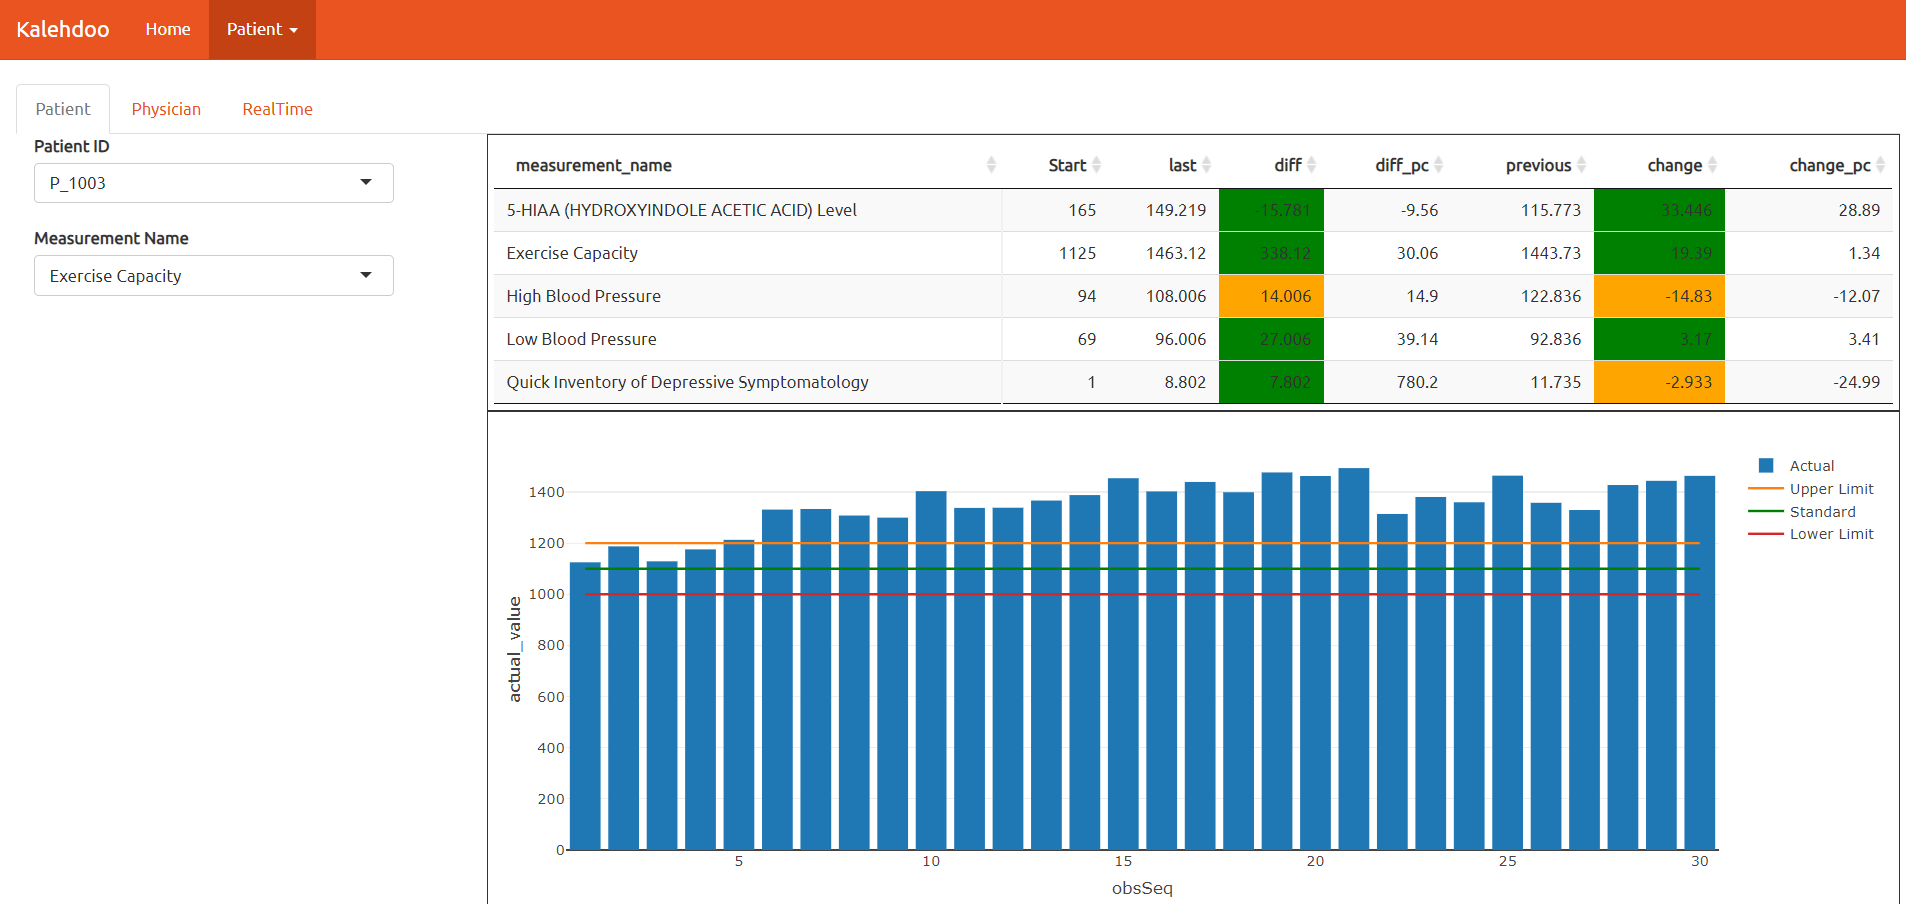 Kalehdoo Home Patient
Patient Physician RealTime
Patient ID
P_1003
Measurement Name
Exercise Capacity
measurement_name Start last diff diff_pc previous change change_pc
5-HIAA (HYDROXYINDOLE ACETIC ACID) Level 165 149.219 -15.781 -9.56 115.773 33.446 28.89
Exercise Capacity 1125 1463.12 338.12 30.06 1443.73 19.39 1.34
High Blood Pressure 94 108.006 14.006 14.9 122.836 -14.83 -12.07
Low Blood Pressure 69 96.006 27.006 39.14 92.836 3.17 3.41
Quick Inventory of Depressive Symptomatology 1 8.802 7.802 780.2 11.735 -2.933 -24.99
Actual
Upper Limit
Standard
Lower Limit
1400
1200
1000
800
600
400
200
0
actual_value
5 10 15 20 25 30
obsSeq